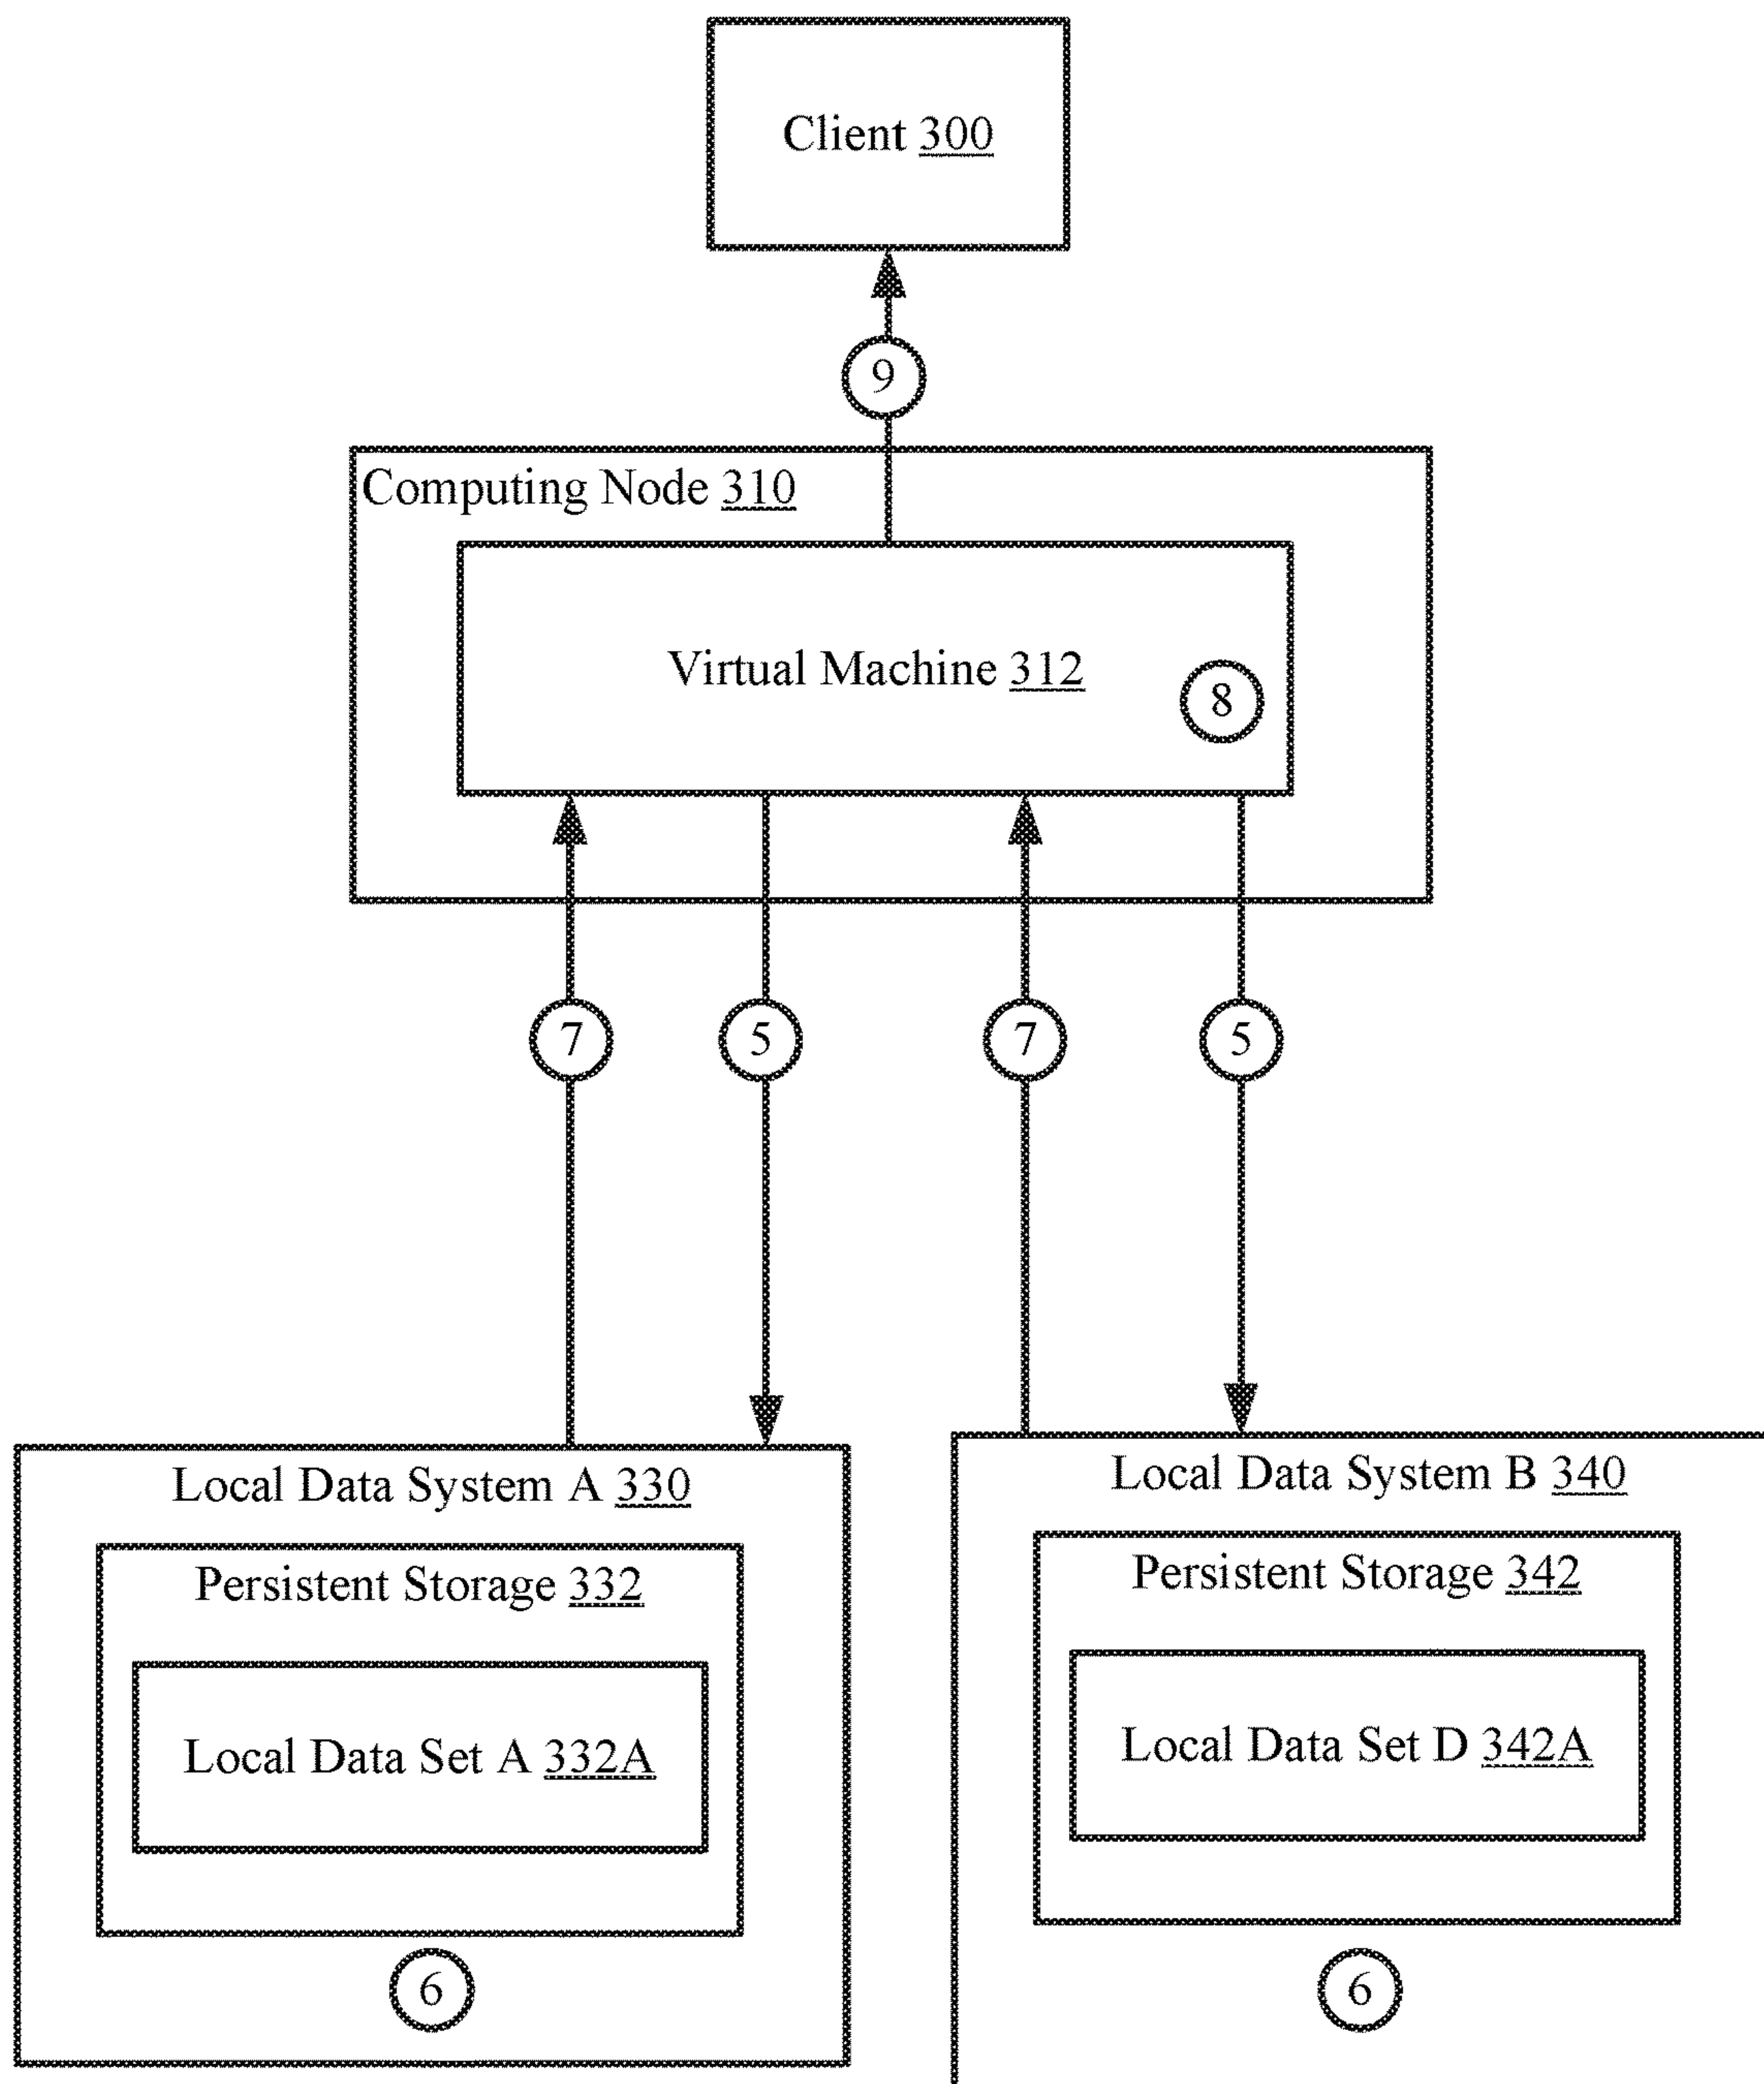 Client 300
9
Computing Node 310
Virtual Machine 312
8
7
5
7
5
Local Data System A 330
Persistent Storage 332
Local Data Set A 332A
6
Local Data System B 340
Persistent Storage 342
Local Data Set D 342A
6